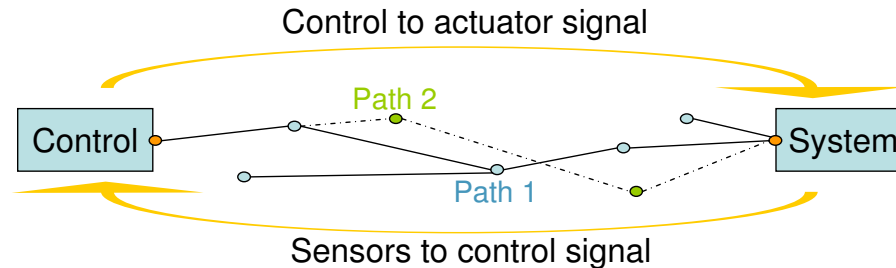 Control to actuator signal
Path 2
Control
System
Path 1
Sensors to control signal